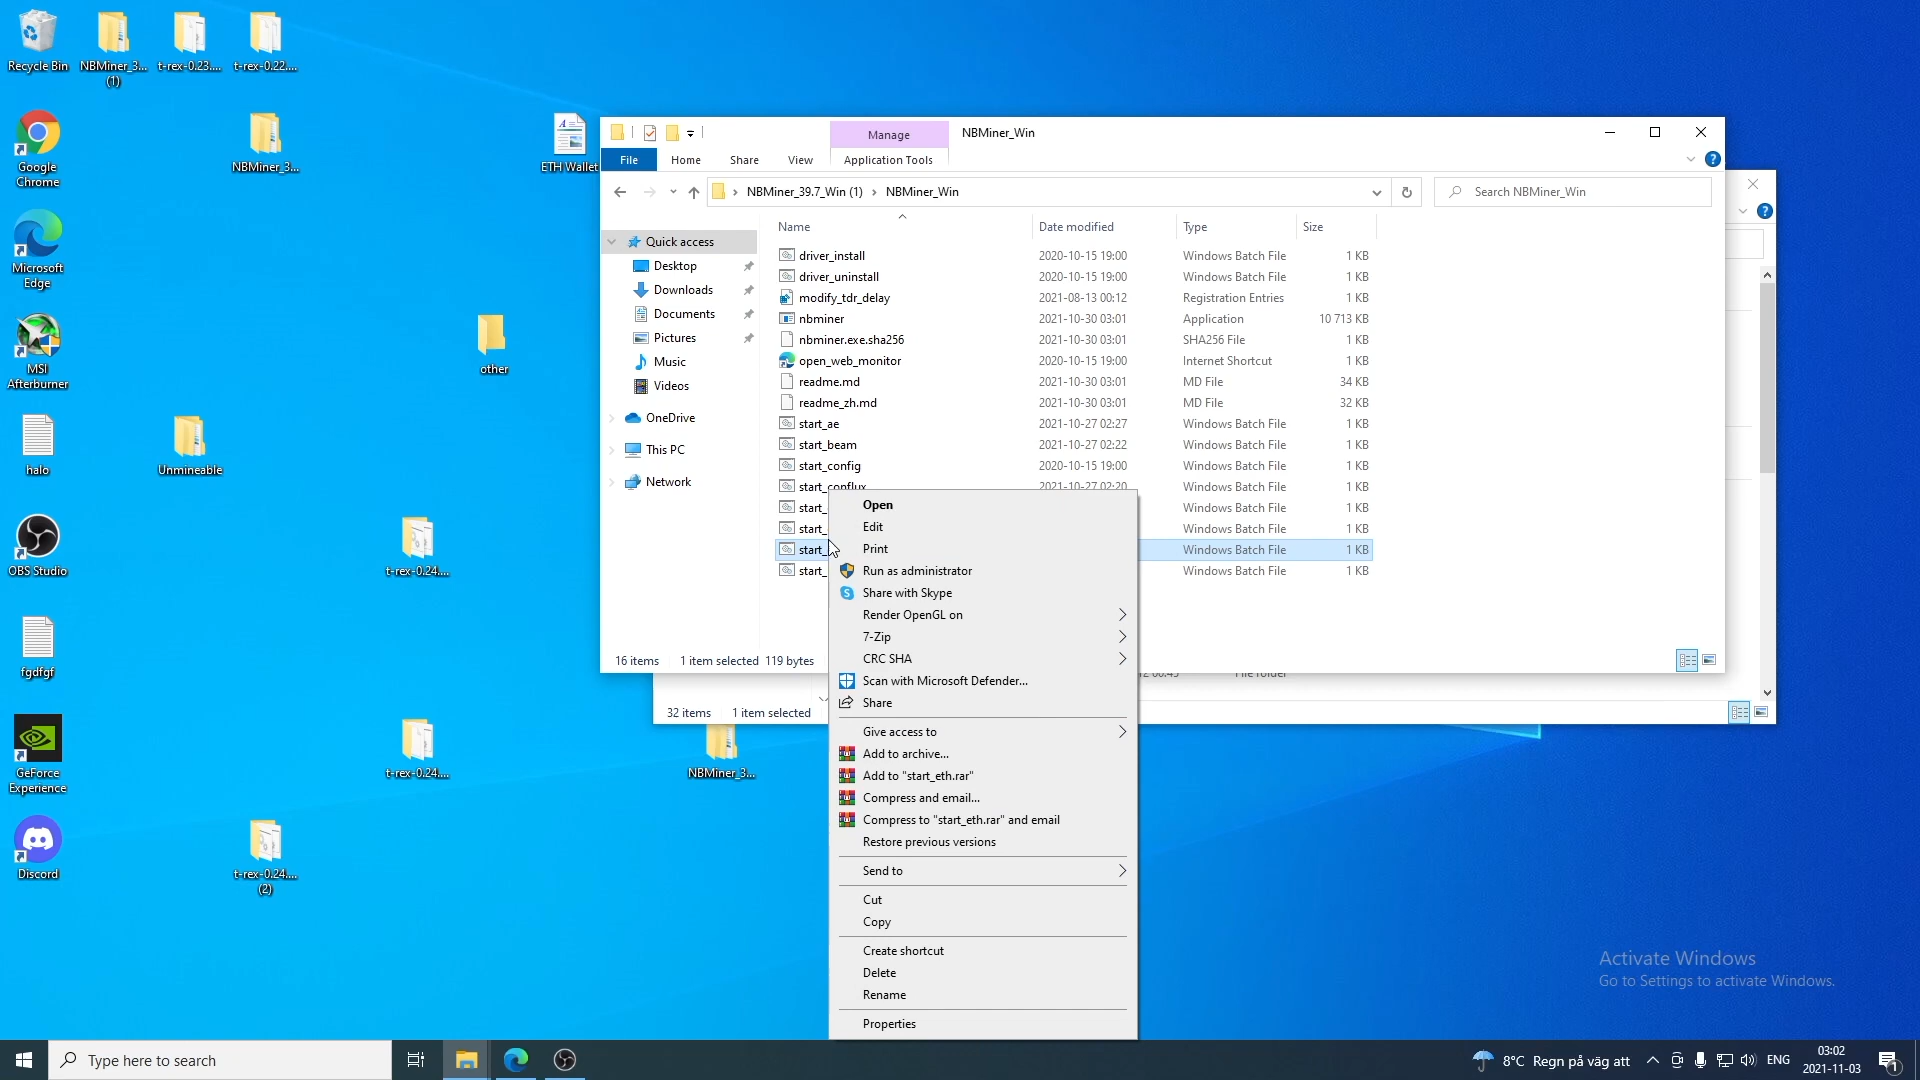 Recycle Bin
NBMiner_3...
(1)
t-rex-0.23....
t-rex-0.22....
Google
Chrome
NBMiner_3...
ETH Wallet
Microsoft
Edge
MSI
Afterburner
other
halo
Unmineable
OBS Studio
t-rex-0.24....
fgdfgf
GeForce
Experience
t-rex-0.24....
NBMiner_3...
Discord
t-rex-0.24....
(2)
Manage
NBMiner_Win
File
Home
Share
View
Application Tools
NBMiner_39.7_Win (1) > NBMiner_Win
Search NBMiner_Win
Quick access
Desktop
Downloads
Documents
Pictures
Music
Videos
OneDrive
This PC
Network
Name Date modified Type Size
driver_install 2020-10-15 19:00 Windows Batch File 1 KB
driver_uninstall 2020-10-15 19:00 Windows Batch File 1 KB
modify_tdr_delay 2021-08-13 00:12 Registration Entries 1 KB
nbminer 2021-10-30 03:01 Application 10 713 KB
nbminer.exe.sha256 2021-10-30 03:01 SHA256 File 1 KB
open_web_monitor 2020-10-15 19:00 Internet Shortcut 1 KB
readme.md 2021-10-30 03:01 MD File 34 KB
readme_zh.md 2021-10-30 03:01 MD File 32 KB
start_ae 2021-10-27 02:27 Windows Batch File 1 KB
start_beam 2021-10-27 02:22 Windows Batch File 1 KB
start_config 2020-10-15 19:00 Windows Batch File 1 KB
start_conflux 2021-10-27 02:20 Windows Batch File 1 KB
start_ Windows Batch File 1 KB
start_ Windows Batch File 1 KB
start_ Windows Batch File 1 KB
start_ Windows Batch File 1 KB
16 items 1 item selected 119 bytes
File folder
32 items 1 item selected
Open
Edit
Print
Run as administrator
Share with Skype
Render OpenGL on
7-Zip
CRC SHA
Scan with Microsoft Defender...
Share
Give access to
Add to archive...
Add to "start_eth.rar"
Compress and email...
Compress to "start_eth.rar" and email
Restore previous versions
Send to
Cut
Copy
Create shortcut
Delete
Rename
Properties
Activate Windows
Go to Settings to activate Windows.
Type here to search
8°C Regn på väg att
ENG
03:02
2021-11-03
1